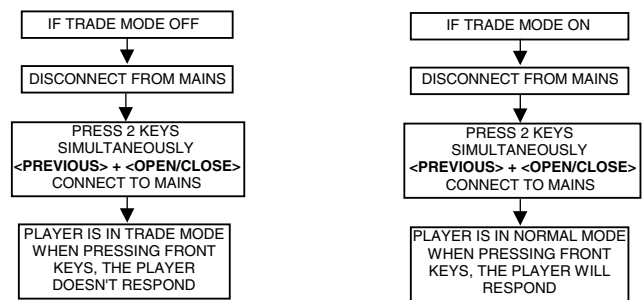 IF TRADE MODE OFF
DISCONNECT FROM MAINS
PRESS 2 KEYS
SIMULTANEOUSLY
<PREVIOUS> + <OPEN/CLOSE>
CONNECT TO MAINS
PLAYER IS IN TRADE MODE
WHEN PRESSING FRONT
KEYS, THE PLAYER
DOESN'T RESPOND
IF TRADE MODE ON
DISCONNECT FROM MAINS
PRESS 2 KEYS
SIMULTANEOUSLY
<PREVIOUS> + <OPEN/CLOSE>
CONNECT TO MAINS
PLAYER IS IN NORMAL MODE
WHEN PRESSING FRONT
KEYS, THE PLAYER WILL
RESPOND